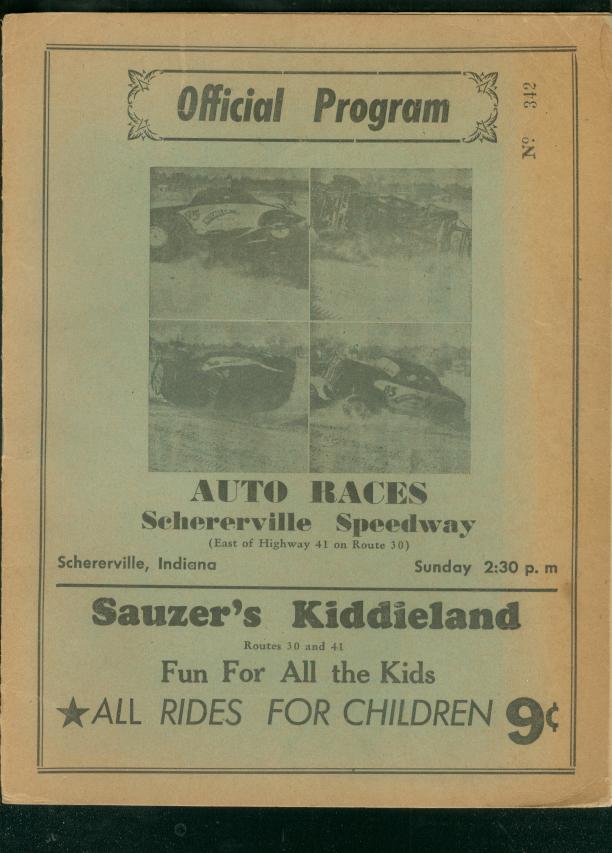 Official Program
Nº 342
AUTO RACES
Schererville Speedway
(East of Highway 41 on Route 30)
Schererville, Indiana Sunday 2:30 p. m
Sauzer's Kiddieland
Routes 30 and 41
Fun For All the Kids
★ALL RIDES FOR CHILDREN 9¢